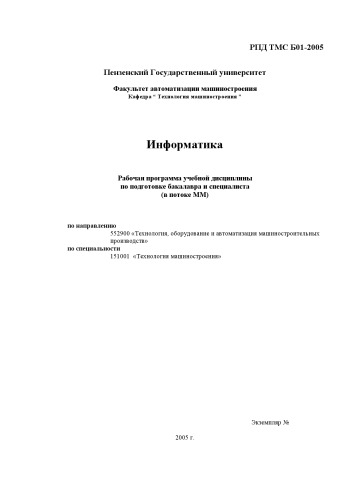 РПД ТМС Б01-2005
Пензенский Государственный университет
Факультет автоматизации машиностроения
Кафедра " Технология машиностроения "
Информатика
Рабочая программа учебной дисциплины
по подготовке бакалавра и специалиста
(в потоке ММ)
по направлению
552900 «Технология, оборудование и автоматизация машиностроительных
производств»
по специальности
151001 «Технология машиностроения»
Экземпляр №
2005 г.